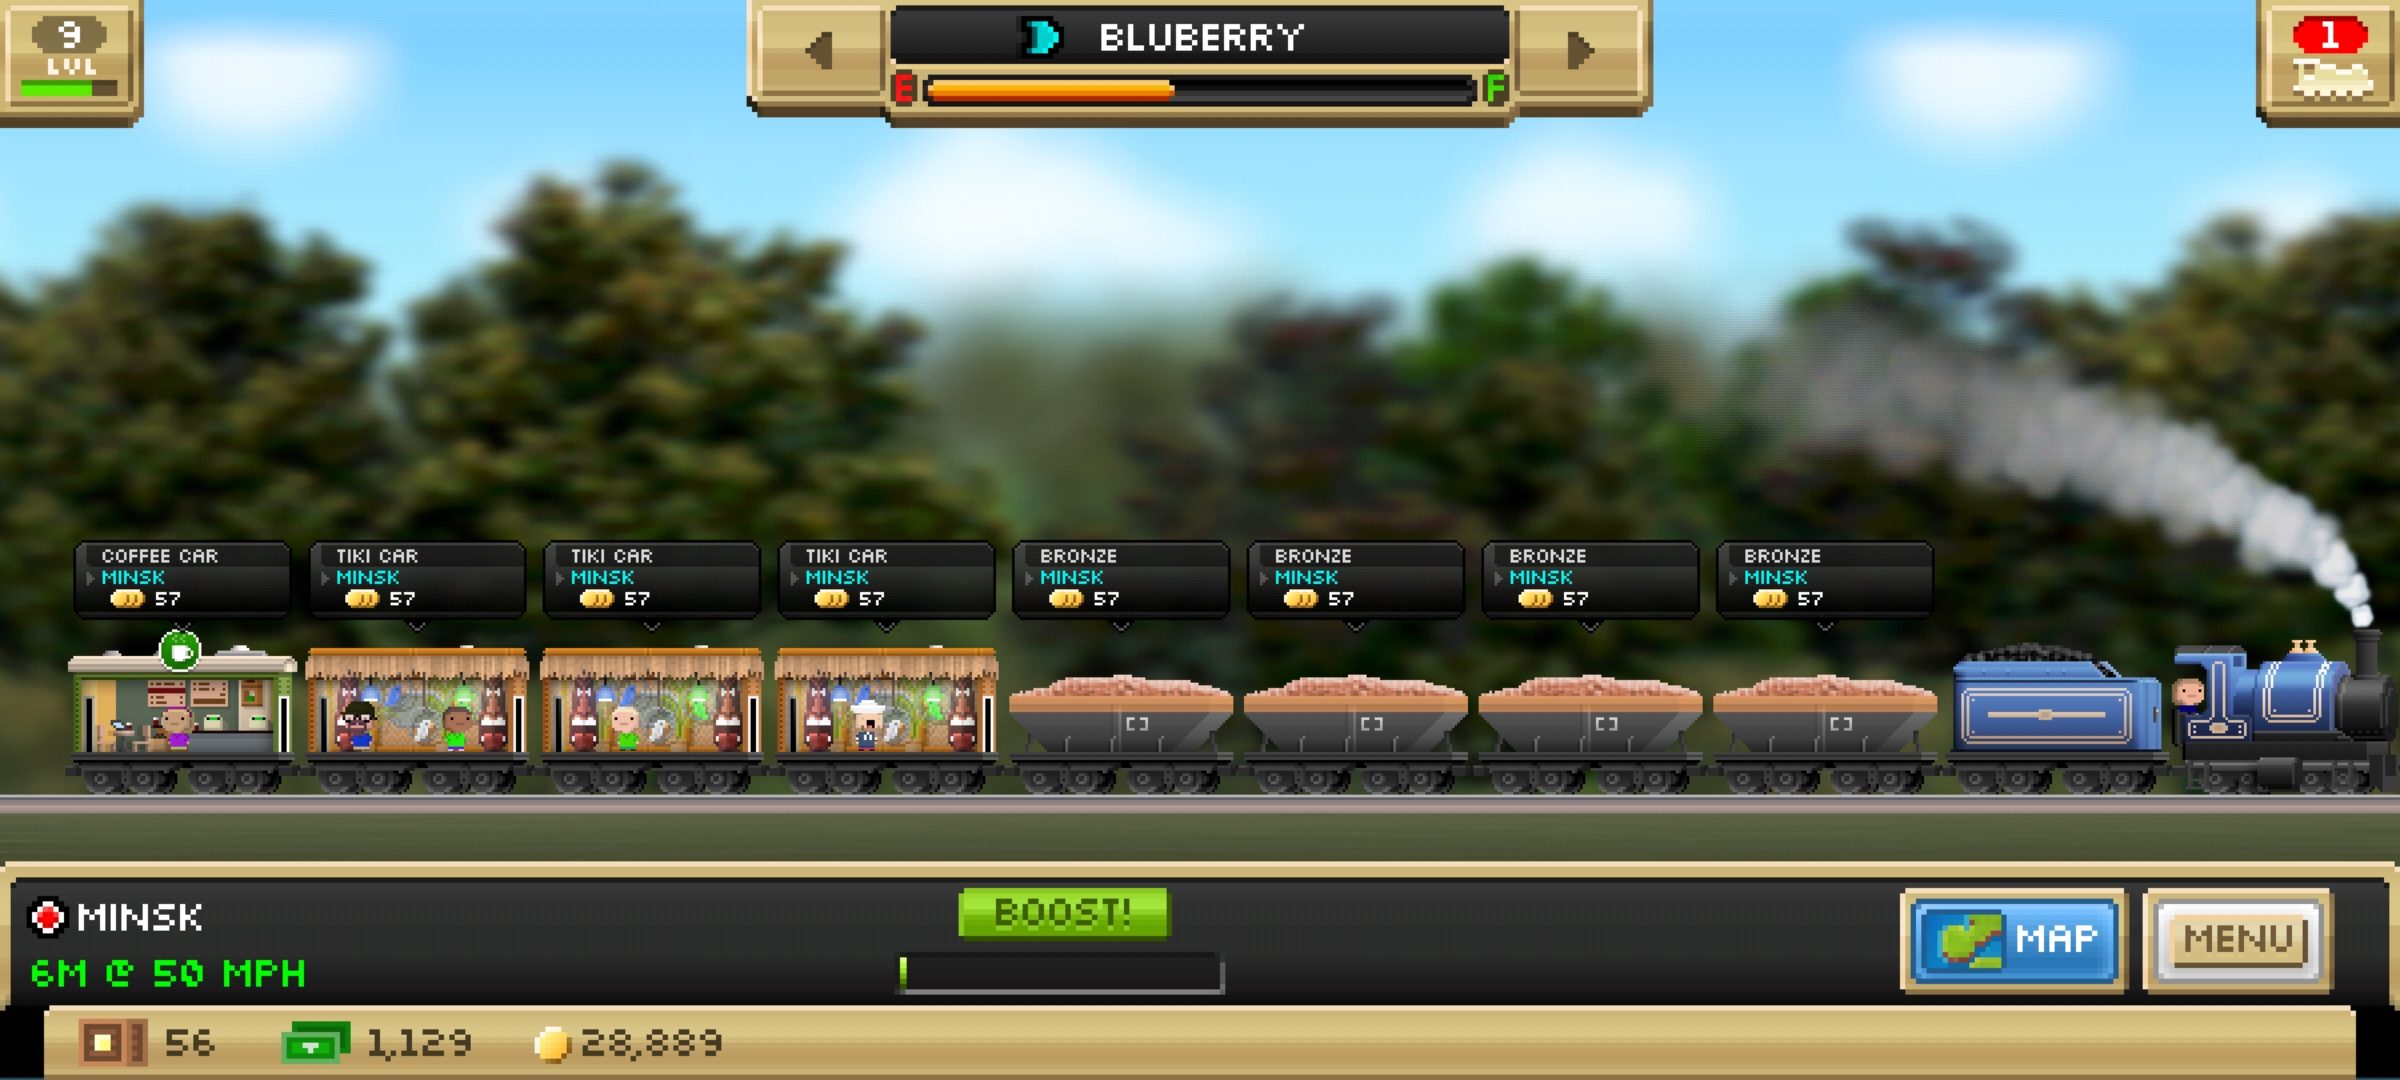 9
LVL
BLUBERRY
E F
1
COFFEE CAR
MINSK
57
TIKI CAR
MINSK
57
TIKI CAR
MINSK
57
TIKI CAR
MINSK
57
BRONZE
MINSK
57
BRONZE
MINSK
57
BRONZE
MINSK
57
BRONZE
MINSK
57
MINSK
6M @ 50 MPH
BOOST!
MAP
MENU
56
1,129
28,889